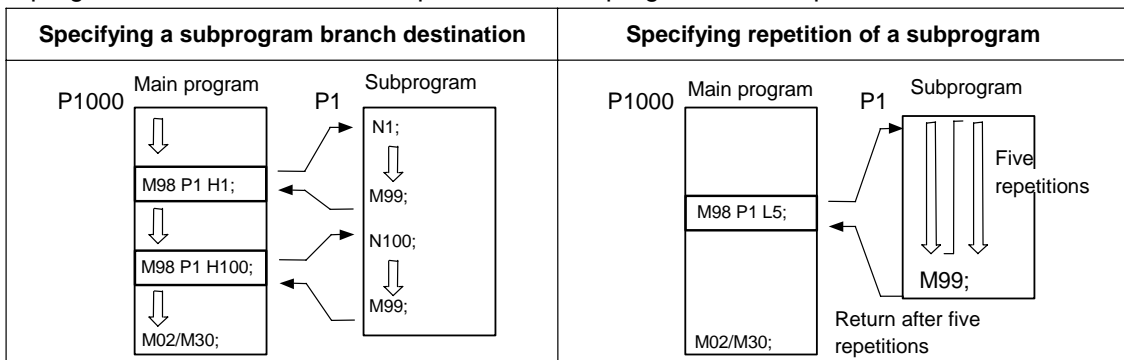 Specifying a subprogram branch destination
Specifying repetition of a subprogram
P1000
Main program
P1
Subprogram
N1;
M98 P1 H1;
M99;
N100;
M98 P1 H100;
M99;
M02/M30;
P1000
Main program
P1
Subprogram
Five
repetitions
M98 P1 L5;
M99;
Return after five
repetitions
M02/M30;